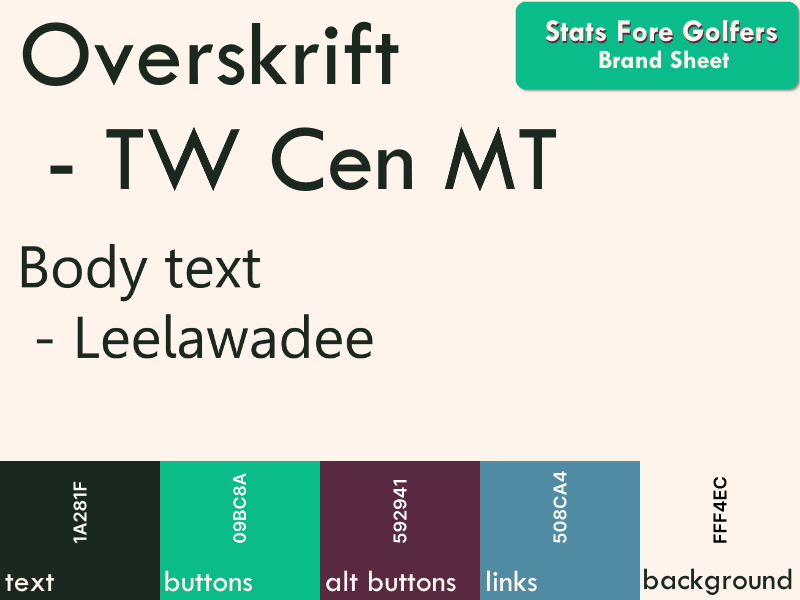 Overskrift
- TW Cen MT
Stats Fore Golfers
Brand Sheet
Body text
- Leelawadee
1A281F
09BC8A
592941
508CA4
FFF4EC
text
buttons
alt buttons
links
background